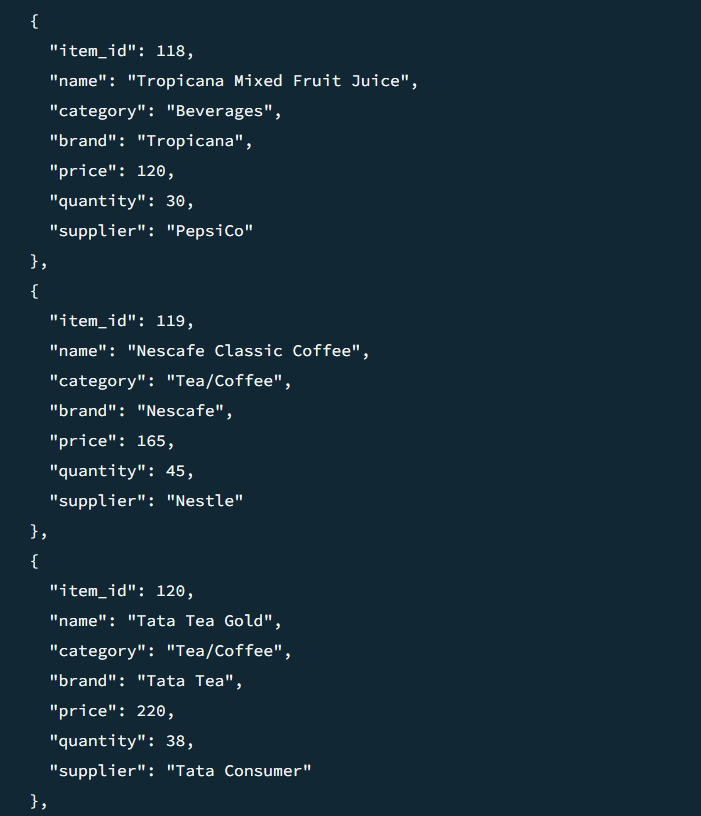 {
"item_id": 118,
"name": "Tropicana Mixed Fruit Juice",
"category": "Beverages",
"brand": "Tropicana",
"price": 120,
"quantity": 30,
"supplier": "PepsiCo"
},
{
"item_id": 119,
"name": "Nescafe Classic Coffee",
"category": "Tea/Coffee",
"brand": "Nescafe",
"price": 165,
"quantity": 45,
"supplier": "Nestle"
},
{
"item_id": 120,
"name": "Tata Tea Gold",
"category": "Tea/Coffee",
"brand": "Tata Tea",
"price": 220,
"quantity": 38,
"supplier": "Tata Consumer"
},